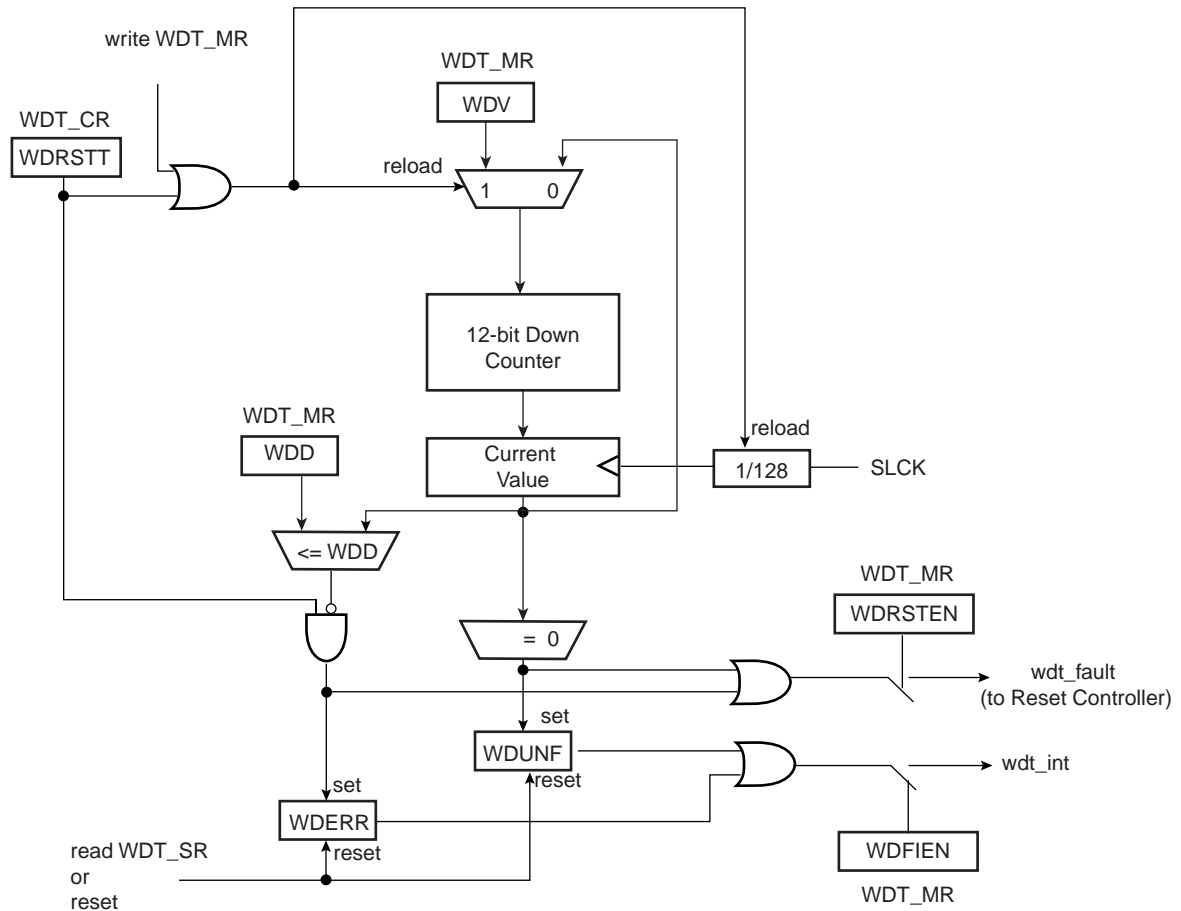 write WDT_MR
WDT_MR
WDV
WDT_CR
WDRSTT
reload
1 0
12-bit Down
Counter
WDT_MR
WDD
reload
Current
Value
1/128
SLCK
<= WDD
WDT_MR
WDRSTEN
= 0
wdt_fault
(to Reset Controller)
set
WDUNF
reset
wdt_int
set
WDERR
reset
read WDT_SR
or
reset
WDFIEN
WDT_MR